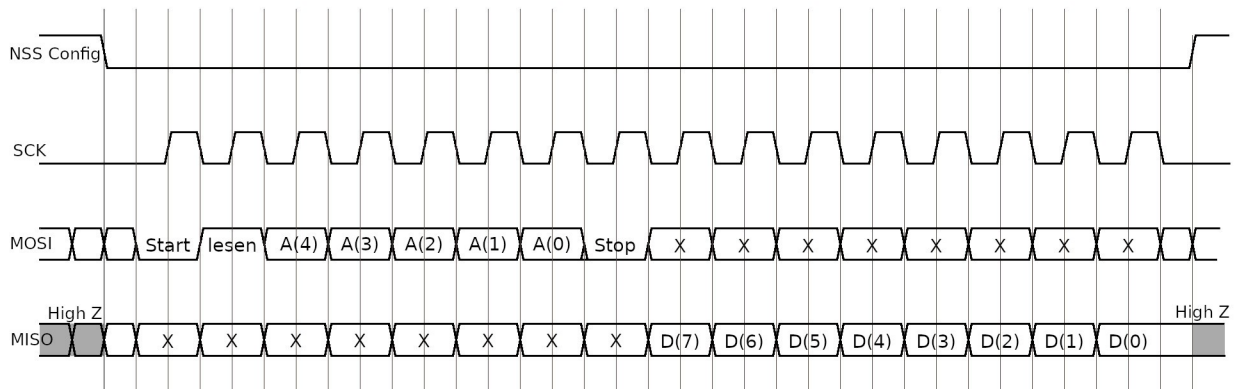 NSS Config
SCK
MOSI Start lesen A(4) A(3) A(2) A(1) A(0) Stop X X X X X X X X
High Z High Z
MISO X X X X X X X X D(7) D(6) D(5) D(4) D(3) D(2) D(1) D(0)